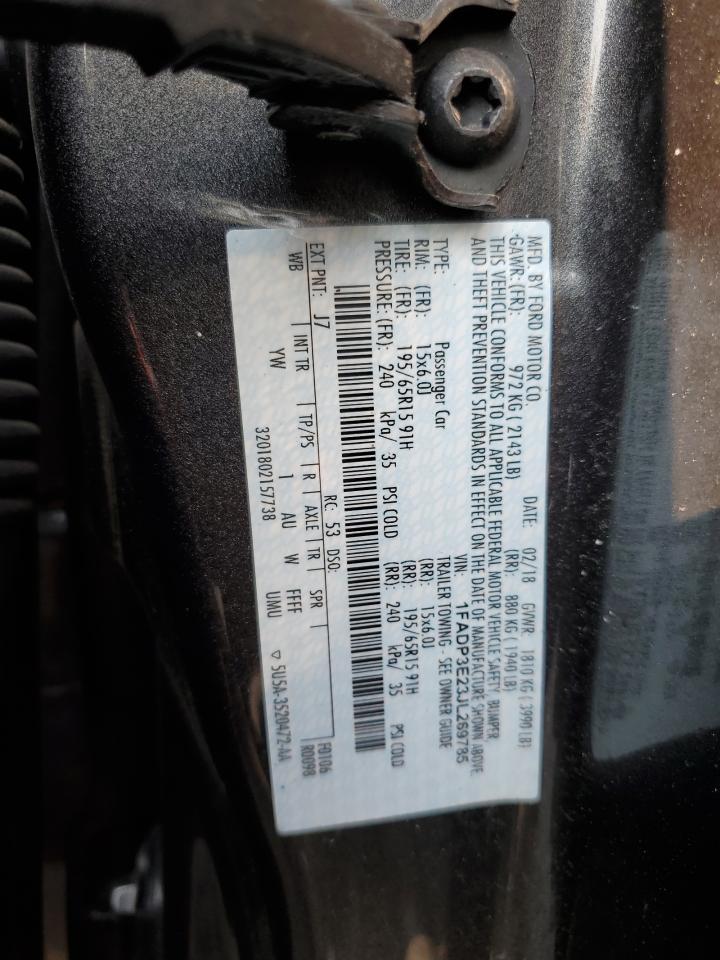 MFD. BY FORD MOTOR CO. DATE: 02/18 GVWR: 1810 KG ( 3990 LB)
GAWR: (FR): 972 KG ( 2143 LB) (RR): 880 KG ( 1940 LB)
THIS VEHICLE CONFORMS TO ALL APPLICABLE FEDERAL MOTOR VEHICLE SAFETY, BUMPER,
AND THEFT PREVENTION STANDARDS IN EFFECT ON THE DATE OF MANUFACTURE SHOWN ABOVE
VIN: 1FADP3E23JL269785
TYPE: Passenger Car TRAILER TOWING - SEE OWNER GUIDE
RIM: (FR): 15x6.0J (RR): 15x6.0J
TIRE: (FR): 195/65R15 91H (RR): 195/65R15 91H
PRESSURE: (FR): 240 kPa/ 35 PSI COLD (RR): 240 kPa/ 35 PSI COLD
RC: 53 DSO: F0106
EXT PNT: J7 R0098
INT TR TP/PS R AXLE TR SPR
WB YW 1 AU W FFFF UMU
3201802157738 ▽ 5U5A-3520472-AA